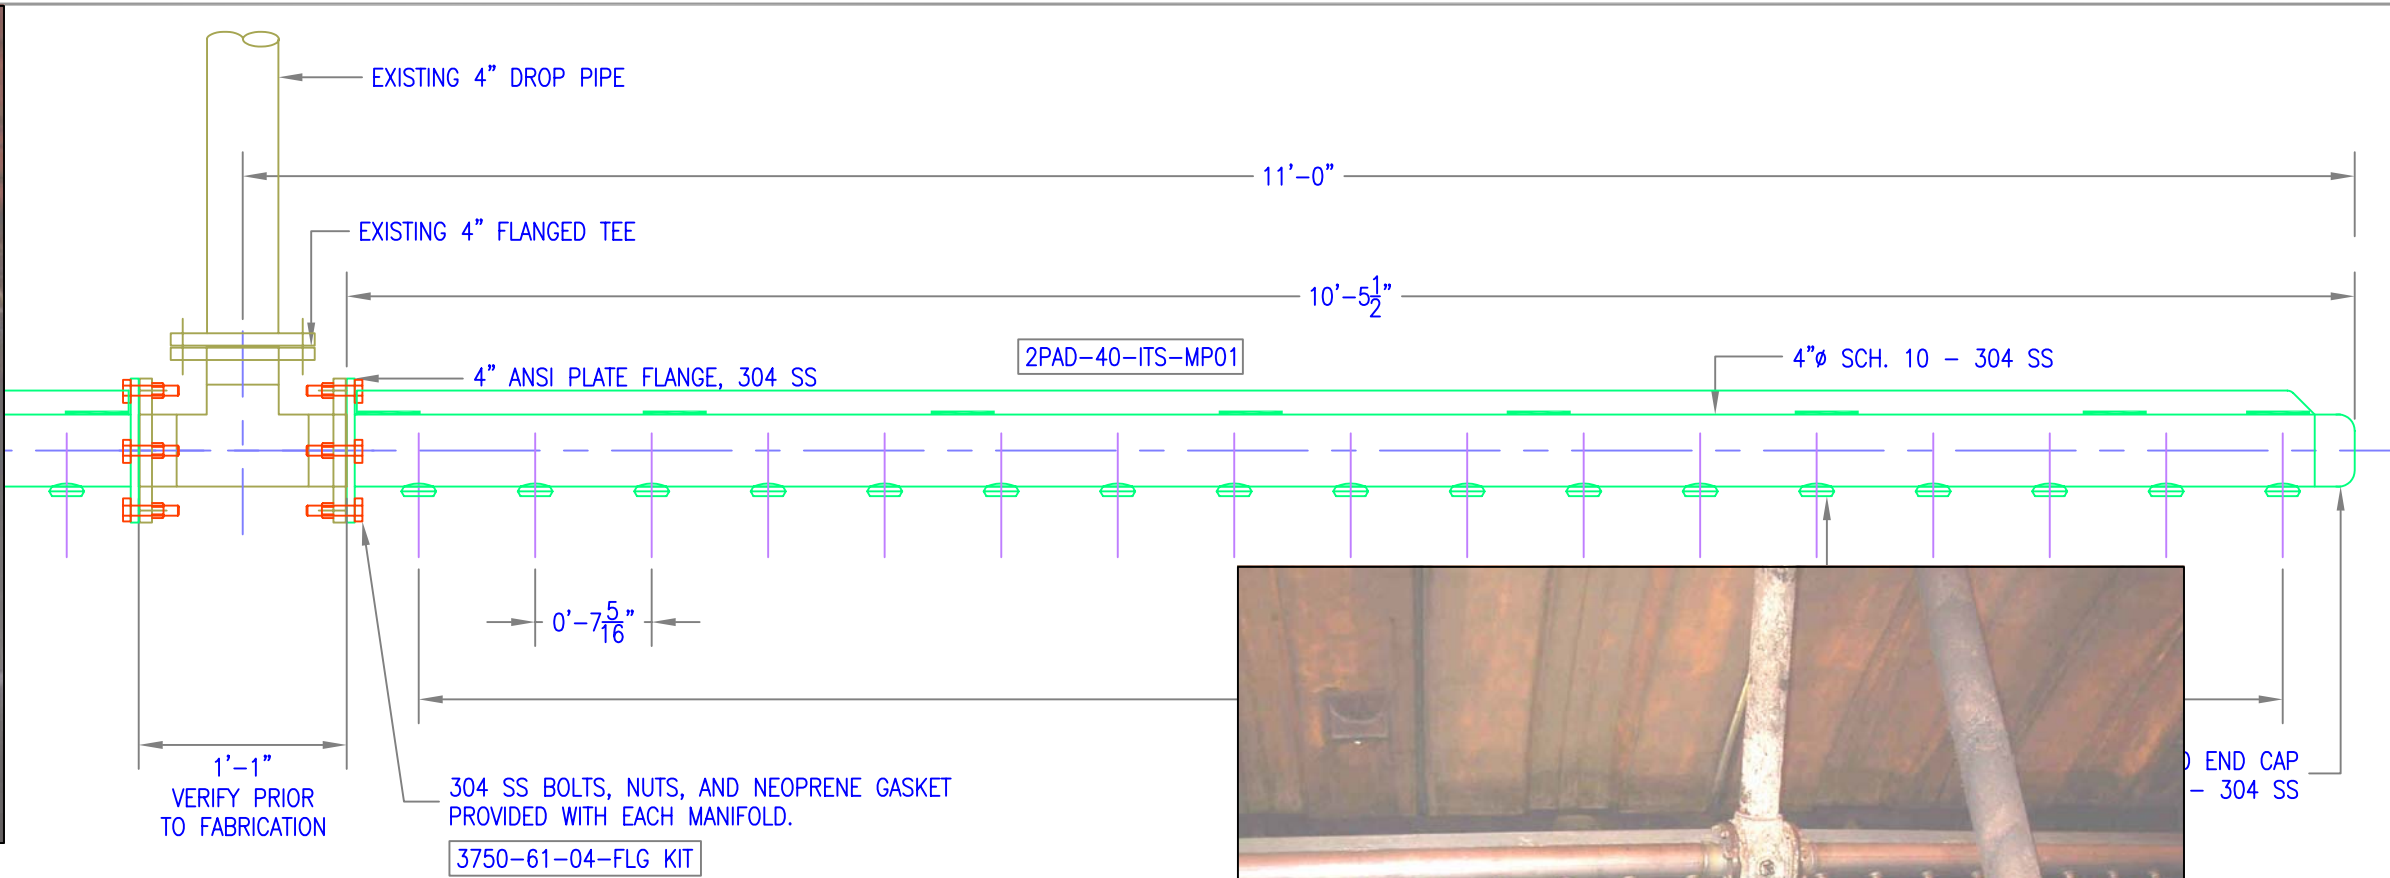 EXISTING 4" DROP PIPE
11'-0"
EXISTING 4" FLANGED TEE
10'-5 1/2"
2PAD-40-ITS-MP01
4"ø SCH. 10 - 304 SS
4" ANSI PLATE FLANGE, 304 SS
0'-7 5/16"
1'-1"
VERIFY PRIOR
TO FABRICATION
304 SS BOLTS, NUTS, AND NEOPRENE GASKET
PROVIDED WITH EACH MANIFOLD.
3750-61-04-FLG KIT
END CAP
- 304 SS